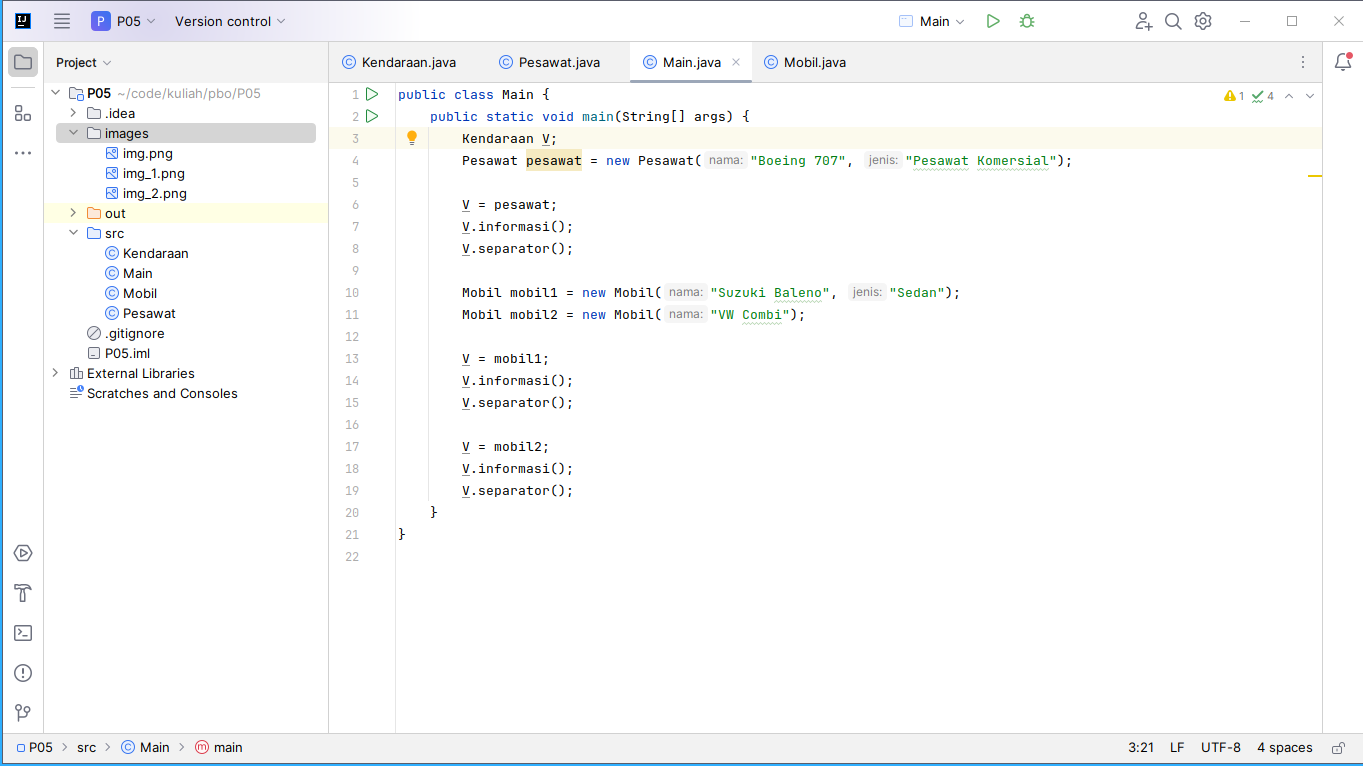 P P05 Version control Main
Project
Kendaraan.java Pesawat.java Main.java Mobil.java
P05 ~/code/kuliah/pbo/P05
.idea
images
img.png
img_1.png
img_2.png
out
src
Kendaraan
Main
Mobil
Pesawat
.gitignore
P05.iml
External Libraries
Scratches and Consoles
1 public class Main {
2 public static void main(String[] args) {
3 Kendaraan V;
4 Pesawat pesawat = new Pesawat( nama: "Boeing 707", jenis: "Pesawat Komersial");
5
6 V = pesawat;
7 V.informasi();
8 V.separator();
9
10 Mobil mobil1 = new Mobil( nama: "Suzuki Baleno", jenis: "Sedan");
11 Mobil mobil2 = new Mobil( nama: "VW Combi");
12
13 V = mobil1;
14 V.informasi();
15 V.separator();
16
17 V = mobil2;
18 V.informasi();
19 V.separator();
20 }
21 }
22
1 4
P05 src Main main
3:21 LF UTF-8 4 spaces